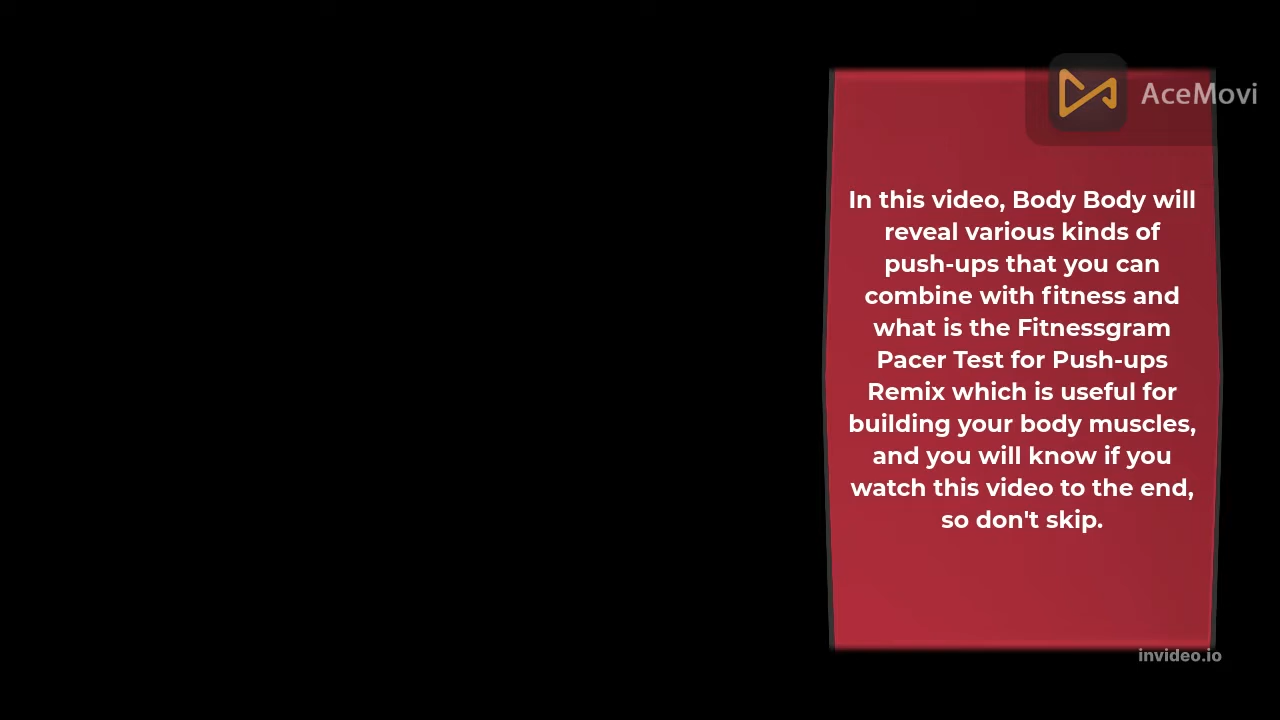 AceMovi
In this video, Body Body will
reveal various kinds of
push-ups that you can
combine with fitness and
what is the Fitnessgram
Pacer Test for Push-ups
Remix which is useful for
building your body muscles,
and you will know if you
watch this video to the end,
so don't skip.
invideo.io